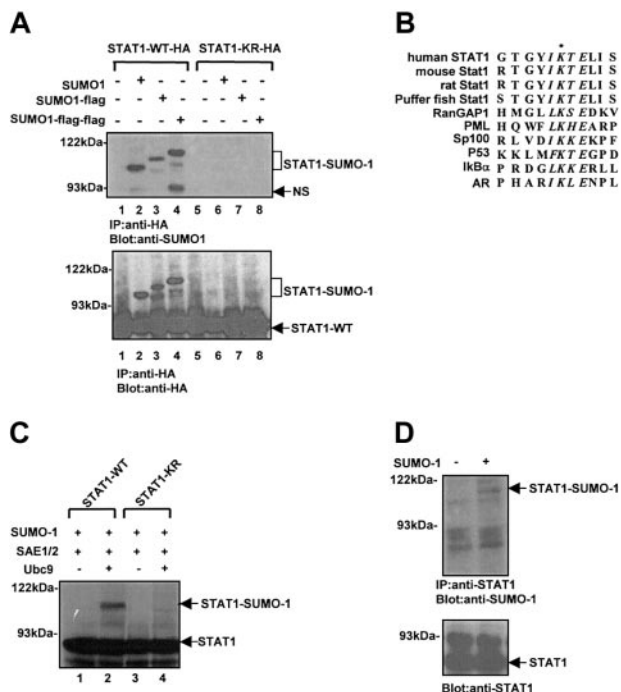 A
STAT1-WT-HA STAT1-KR-HA
SUMO1 - + - - - + - -
SUMO1-flag - - + - - - + -
SUMO1-flag-flag - - - + - - - +
122kDa-
STAT1-SUMO-1
93kDa-
NS
1 2 3 4 5 6 7 8
IP:anti-HA
Blot:anti-SUMO1
122kDa-
STAT1-SUMO-1
93kDa-
STAT1-WT
1 2 3 4 5 6 7 8
IP:anti-HA
Blot:anti-HA
B
*
human STAT1 G T G Y I K T E L I S
mouse Stat1 R T G Y I K T E L I S
rat Stat1 R T G Y I K T E L I S
Puffer fish Stat1 S T G Y I K T E L I S
RanGAP1 H M G L L K S E D K V
PML H Q W F L K H E A R P
Sp100 R L V D I K K E K P F
P53 K K L M F K T E G P D
IkBα P R D G L K K E R L L
AR P H A R I K L E N P L
C
STAT1-WT STAT1-KR
SUMO-1 + + + +
SAE1/2 + + + +
Ubc9 - + - +
122kDa-
STAT1-SUMO-1
93kDa-
STAT1
1 2 3 4
D
SUMO-1 - +
122kDa-
STAT1-SUMO-1
93kDa-
IP:anti-STAT1
Blot:anti-SUMO-1
93kDa-
STAT1
Blot:anti-STAT1